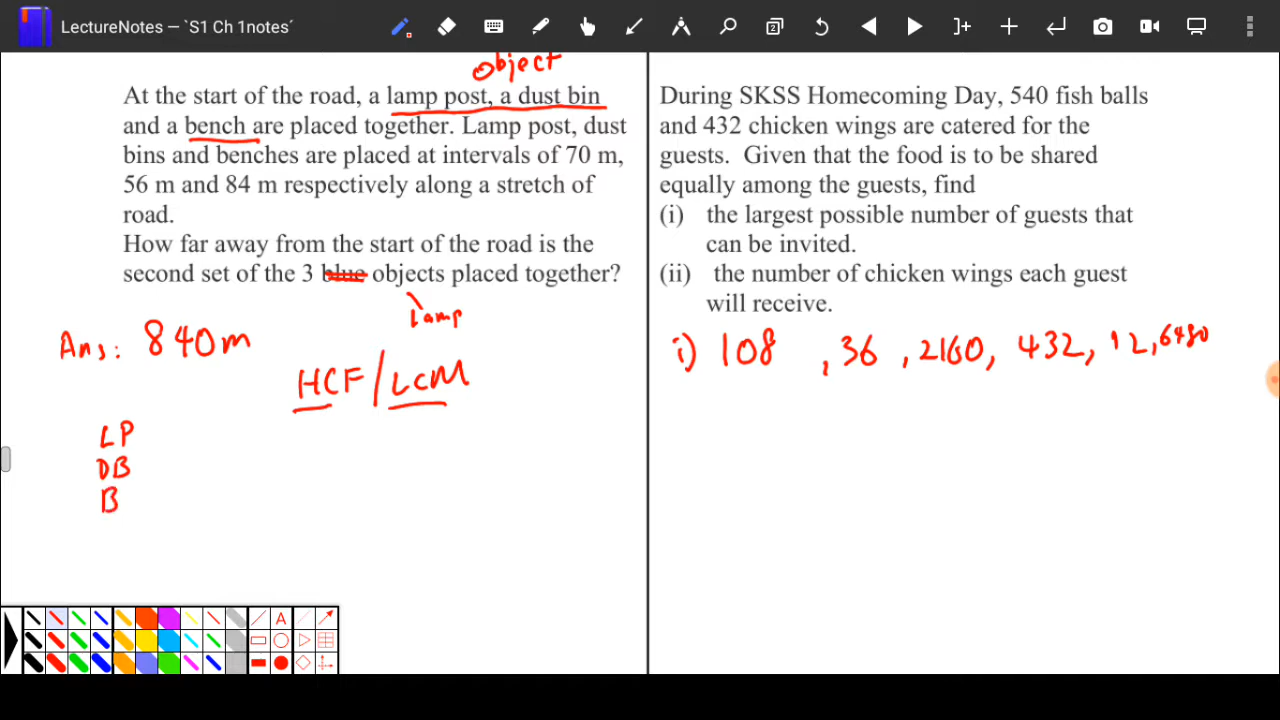 LectureNotes — `S1 Ch 1notes´
object
At the start of the road, a lamp post, a dust bin
and a bench are placed together. Lamp post, dust
bins and benches are placed at intervals of 70 m,
56 m and 84 m respectively along a stretch of
road.
How far away from the start of the road is the
second set of the 3 blue objects placed together?
Lamp
Ans: 840m
HCF/LCM
LP
DB
B
During SKSS Homecoming Day, 540 fish balls
and 432 chicken wings are catered for the
guests. Given that the food is to be shared
equally among the guests, find
(i) the largest possible number of guests that
can be invited.
(ii) the number of chicken wings each guest
will receive.
i) 108 , 36 , 2160, 432, 12, 6480
A